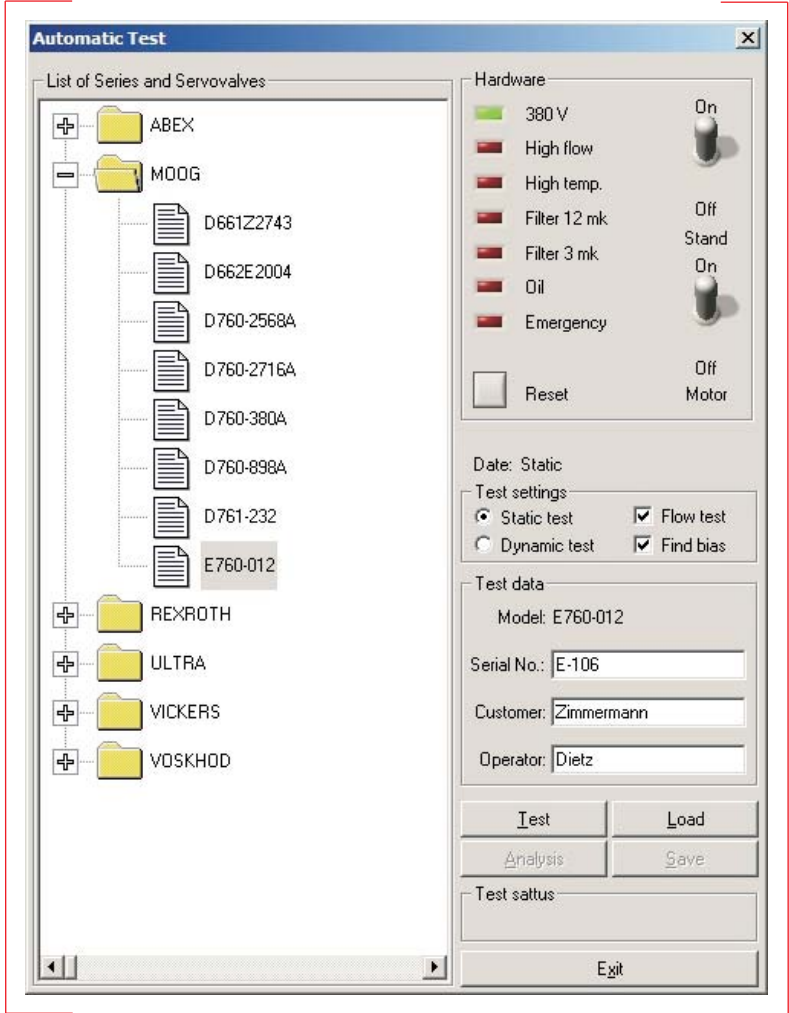 Automatic Test
List of Series and Servovalves
ABEX
MOOG
D661Z2743
D662E2004
D760-2568A
D760-2716A
D760-380A
D760-898A
D761-232
E760-012
REXROTH
ULTRA
VICKERS
VOSKHOD
Hardware
380 V
High flow
High temp.
Filter 12 mk
Filter 3 mk
Oil
Emergency
Reset
On
Off
Stand
On
Off
Motor
Date: Static
Test settings
Static test
Flow test
Dynamic test
Find bias
Test data
Model: E760-012
Serial No.: E-106
Customer: Zimmermann
Operator: Dietz
Test
Load
Analysis
Save
Test sattus
Exit